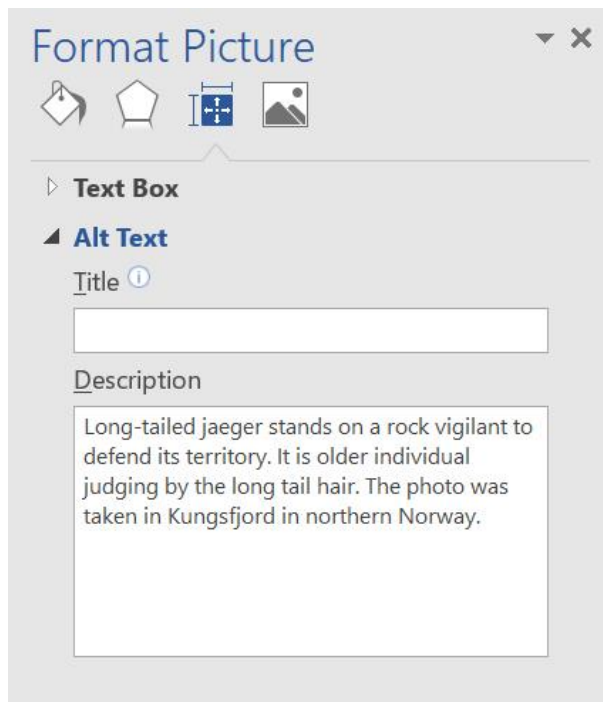 Format Picture
Text Box
Alt Text
Title
Description
Long-tailed jaeger stands on a rock vigilant to
defend its territory. It is older individual
judging by the long tail hair. The photo was
taken in Kungsfjord in northern Norway.